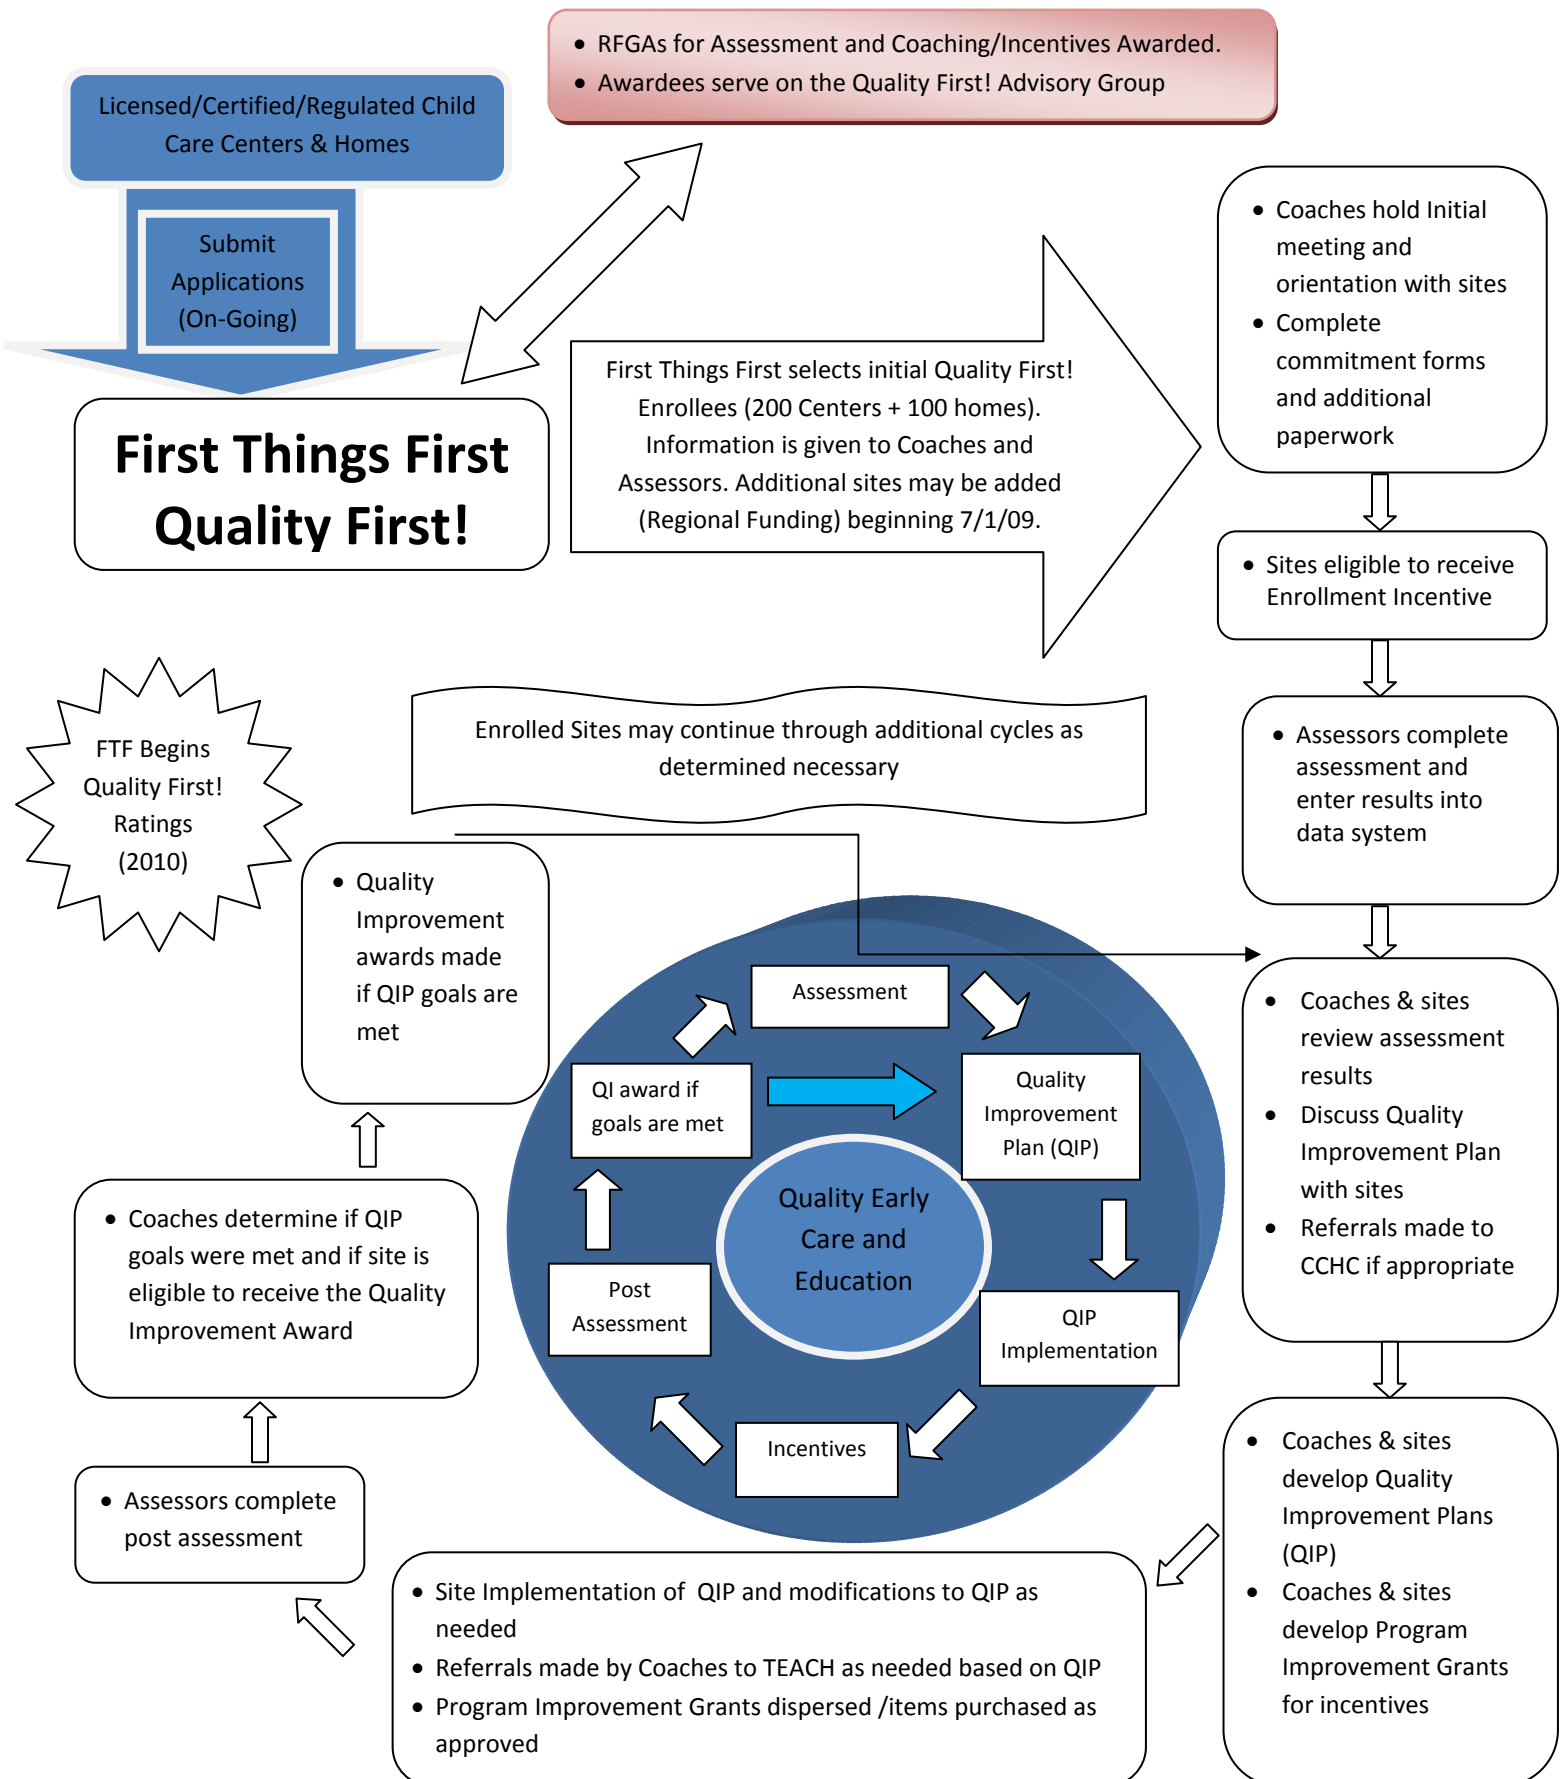 • RFGAs for Assessment and Coaching/Incentives Awarded.
• Awardees serve on the Quality First! Advisory Group
Licensed/Certified/Regulated Child
Care Centers & Homes
Submit
Applications
(On-Going)
First Things First
Quality First!
First Things First selects initial Quality First!
Enrollees (200 Centers + 100 homes).
Information is given to Coaches and
Assessors. Additional sites may be added
(Regional Funding) beginning 7/1/09.
• Coaches hold Initial
meeting and
orientation with sites
• Complete
commitment forms
and additional
paperwork
• Sites eligible to receive
Enrollment Incentive
• Assessors complete
assessment and
enter results into
data system
• Coaches & sites
review assessment
results
• Discuss Quality
Improvement Plan
with sites
• Referrals made to
CCHC if appropriate
• Coaches & sites
develop Quality
Improvement Plans
(QIP)
• Coaches & sites
develop Program
Improvement Grants
for incentives
• Site Implementation of  QIP and modifications to QIP as
needed
• Referrals made by Coaches to TEACH as needed based on QIP
• Program Improvement Grants dispersed /items purchased as
approved
• Assessors complete
post assessment
• Coaches determine if QIP
goals were met and if site is
eligible to receive the Quality
Improvement Award
• Quality
Improvement
awards made
if QIP goals are
met
FTF Begins
Quality First!
Ratings
(2010)
Enrolled Sites may continue through additional cycles as
determined necessary
Assessment
Quality
Improvement
Plan (QIP)
QIP
Implementation
Incentives
Post
Assessment
QI award if
goals are met
Quality Early
Care and
Education